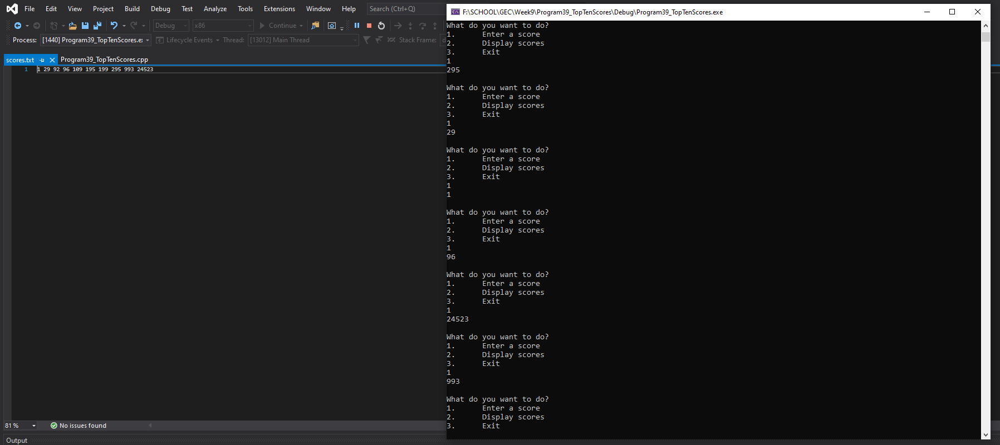 File Edit View Project Build Debug Test Analyze Tools Extensions Window Help Search (Ctrl+Q)
Debug x86 Continue
Process: [1440] Program39_TopTenScores.ex Lifecycle Events Thread: [13012] Main Thread Stack Frame:
scores.txt Program39_TopTenScores.cpp
1 1 29 92 96 109 195 199 295 993 24523
81 % No issues found
Output
F:\SCHOOL\GEC\Week9\Program39_TopTenScores\Debug\Program39_TopTenScores.exe
What do you want to do?
1. Enter a score
2. Display scores
3. Exit
1
295
What do you want to do?
1. Enter a score
2. Display scores
3. Exit
1
29
What do you want to do?
1. Enter a score
2. Display scores
3. Exit
1
1
What do you want to do?
1. Enter a score
2. Display scores
3. Exit
1
96
What do you want to do?
1. Enter a score
2. Display scores
3. Exit
1
24523
What do you want to do?
1. Enter a score
2. Display scores
3. Exit
1
993
What do you want to do?
1. Enter a score
2. Display scores
3. Exit